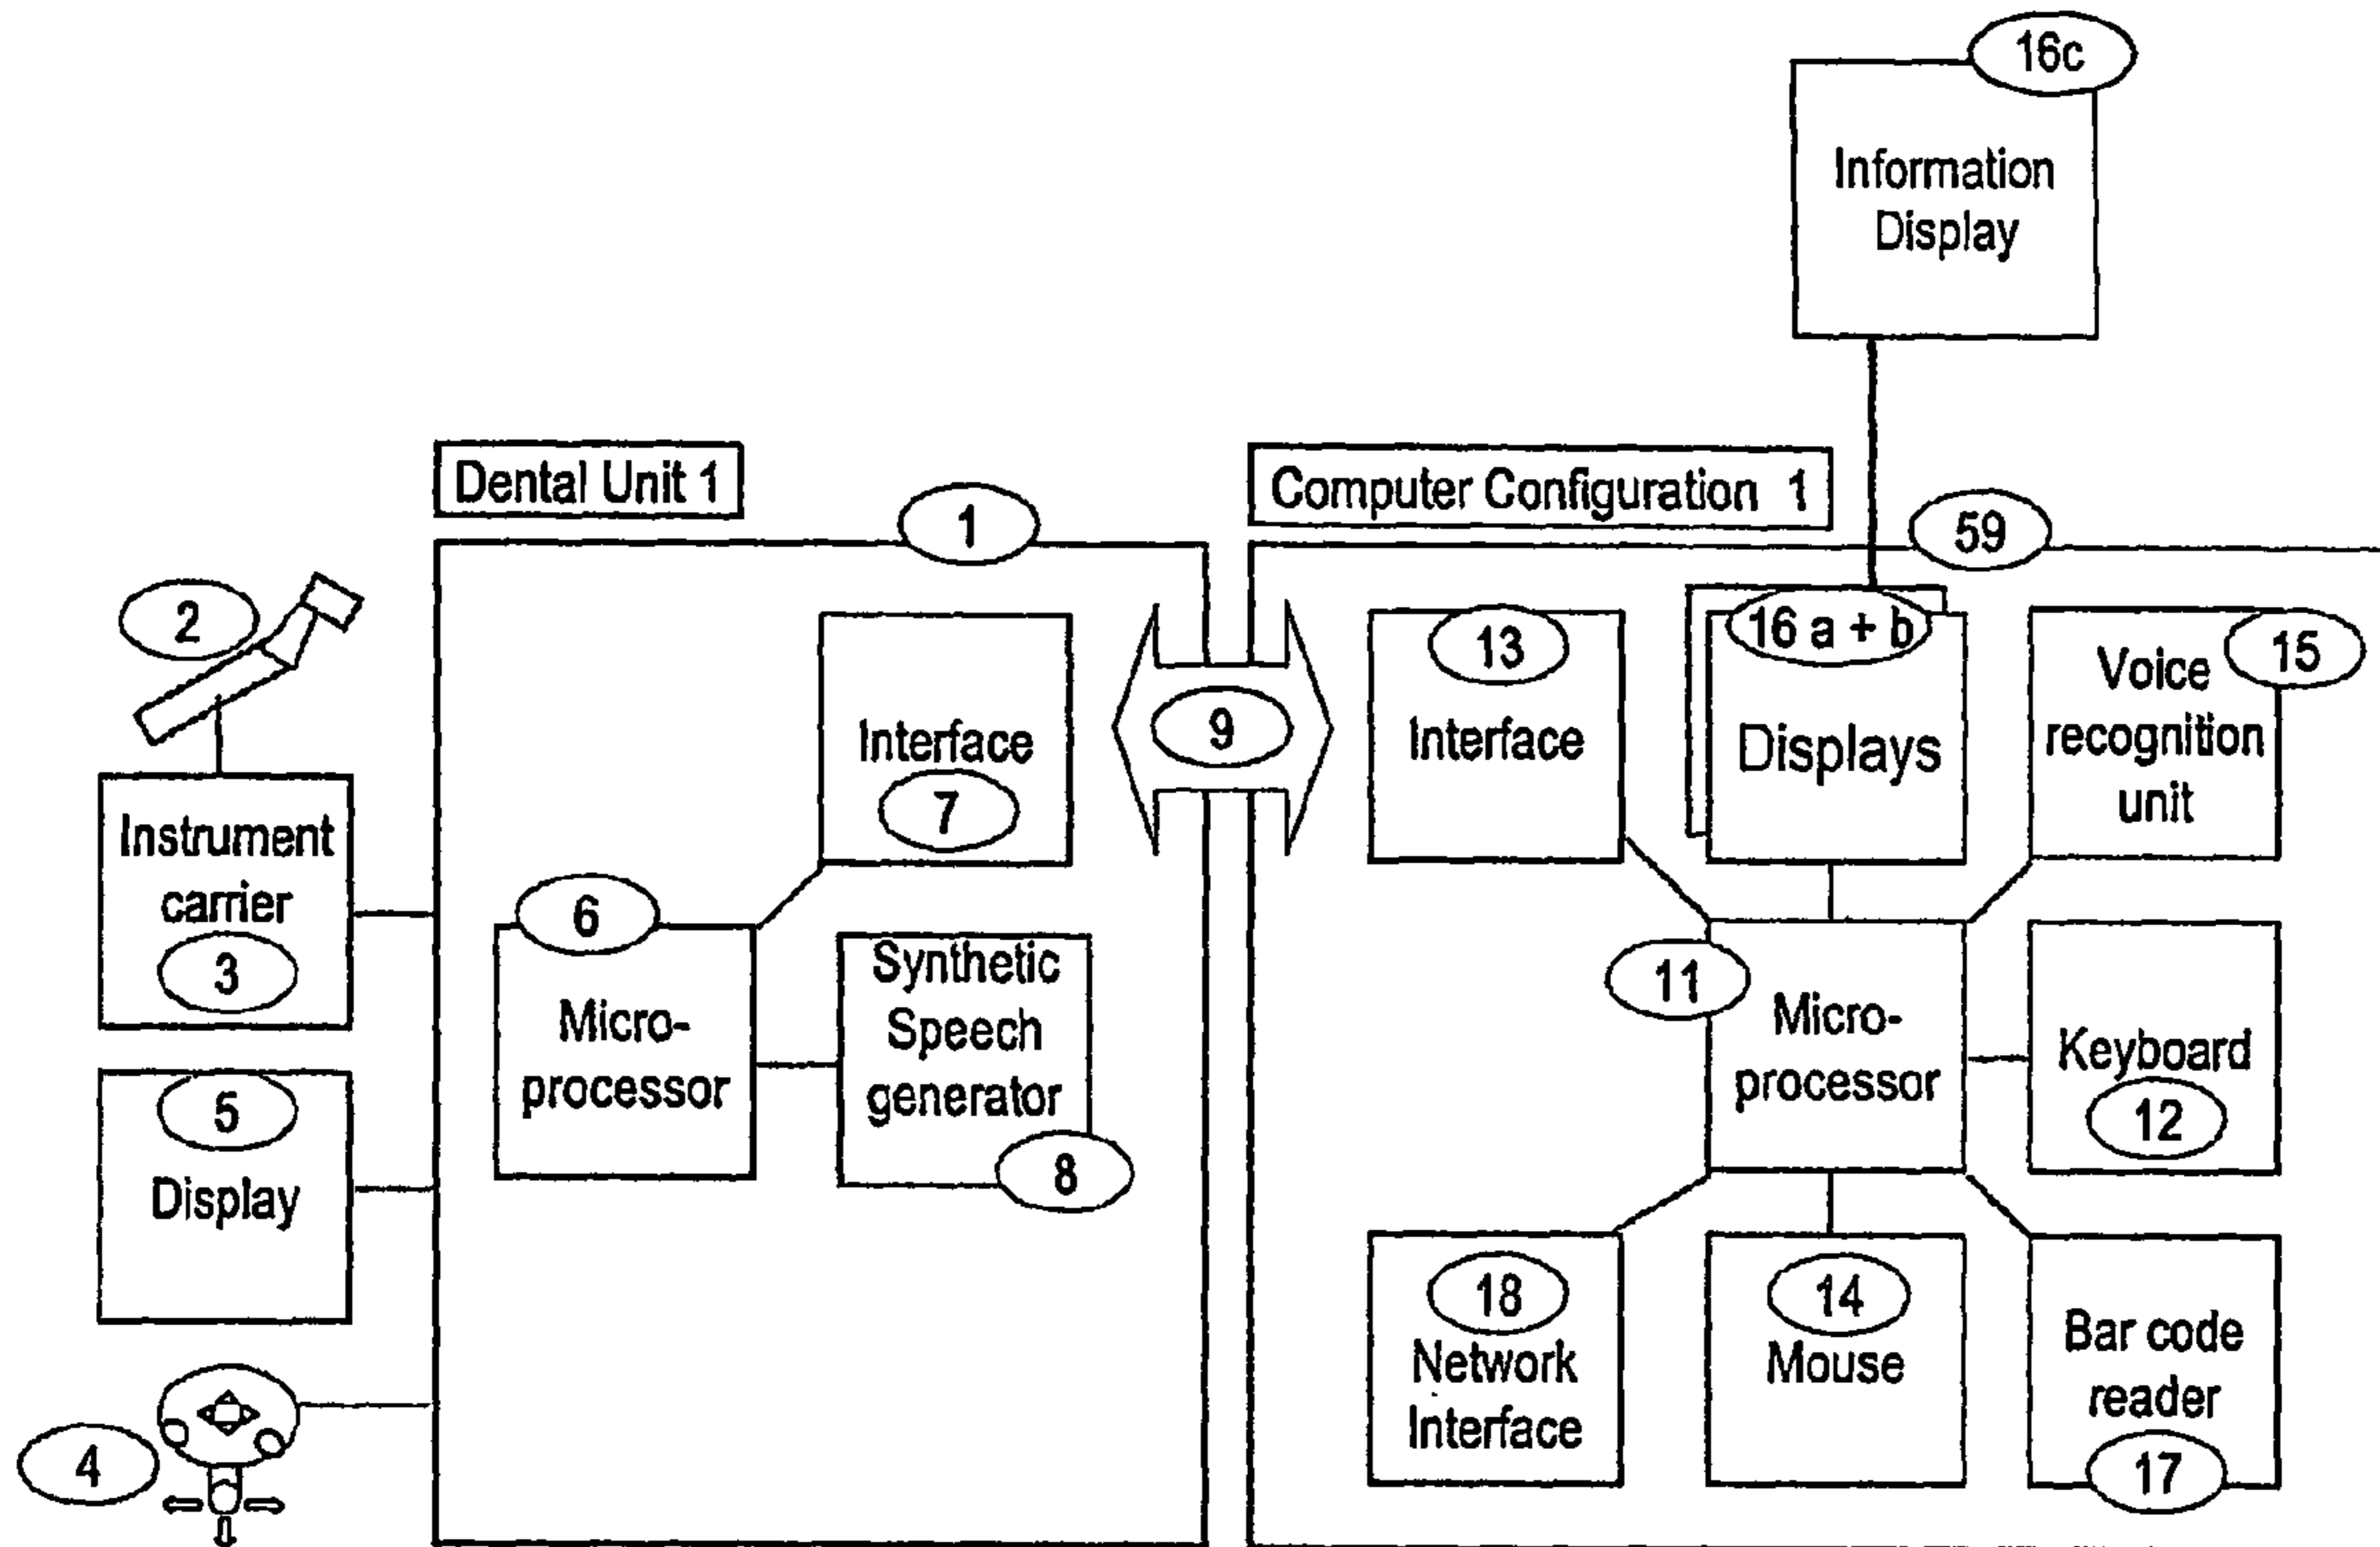 16c
Information
Display
Dental Unit 1
Computer Configuration 1
1
59
2
Instrument
carrier
3
5
Display
4
Interface
7
6
Micro-
processor
Synthetic
Speech
generator
8
9
13
Interface
16 a + b
Displays
15
Voice
recognition
unit
11
Micro-
processor
Keyboard
12
18
Network
Interface
14
Mouse
Bar code
reader
17